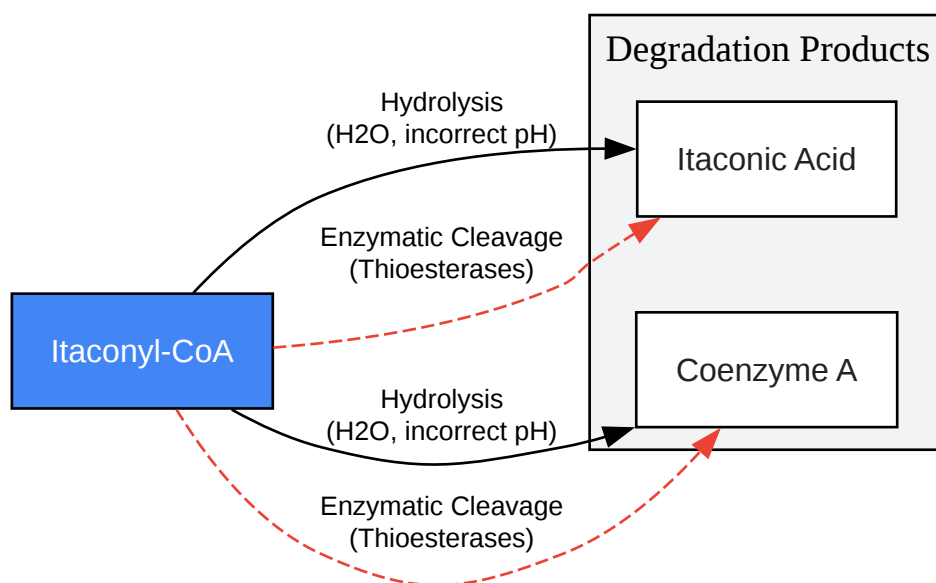 Degradation Products
Hydrolysis
(H2O, incorrect pH)
Itaconic Acid
Enzymatic Cleavage
(Thioesterases)
Itaconyl-CoA
Coenzyme A
Hydrolysis
(H2O, incorrect pH)
Enzymatic Cleavage
(Thioesterases)